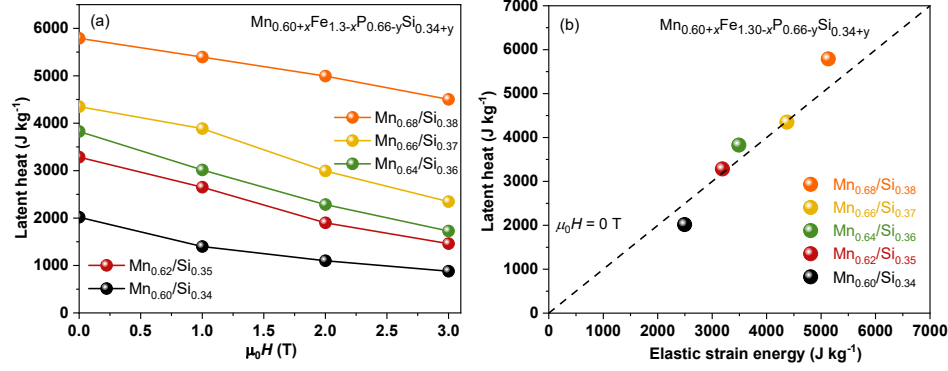 (a)
Mn0.60+xFe1.3-xP0.66-ySi0.34+y
Latent heat (J kg-1)
6000
5000
4000
3000
2000
1000
0
Mn0.68/Si0.38
Mn0.66/Si0.37
Mn0.64/Si0.36
Mn0.62/Si0.35
Mn0.60/Si0.34
0.0 0.5 1.0 1.5 2.0 2.5 3.0
μ0H (T)
(b)
Mn0.60+xFe1.30-xP0.66-ySi0.34+y
Latent heat (J kg-1)
7000
6000
5000
4000
3000
2000
1000
0
μ0H = 0 T
Mn0.68/Si0.38
Mn0.66/Si0.37
Mn0.64/Si0.36
Mn0.62/Si0.35
Mn0.60/Si0.34
0 1000 2000 3000 4000 5000 6000 7000
Elastic strain energy (J kg-1)